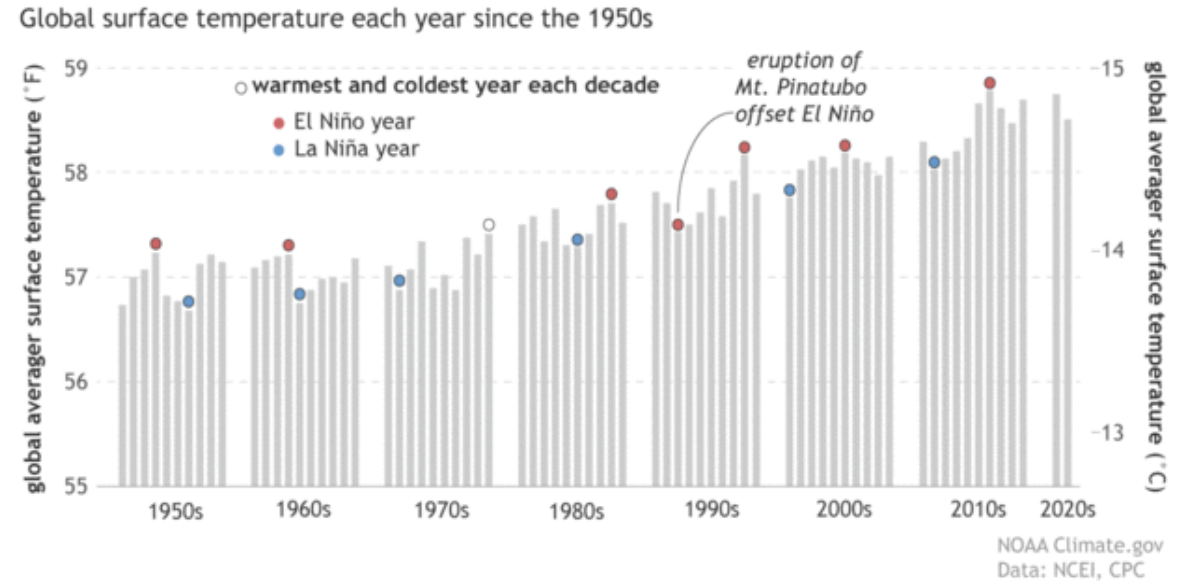 Global surface temperature each year since the 1950s
global averager surface temperature (˚F)
59
58
57
56
55
warmest and coldest year each decade
El Niño year
La Niña year
eruption of
Mt. Pinatubo
offset El Niño
15
14
13
global averager surface temperature (˚C)
1950s 1960s 1970s 1980s 1990s 2000s 2010s 2020s
NOAA Climate.gov
Data: NCEI, CPC